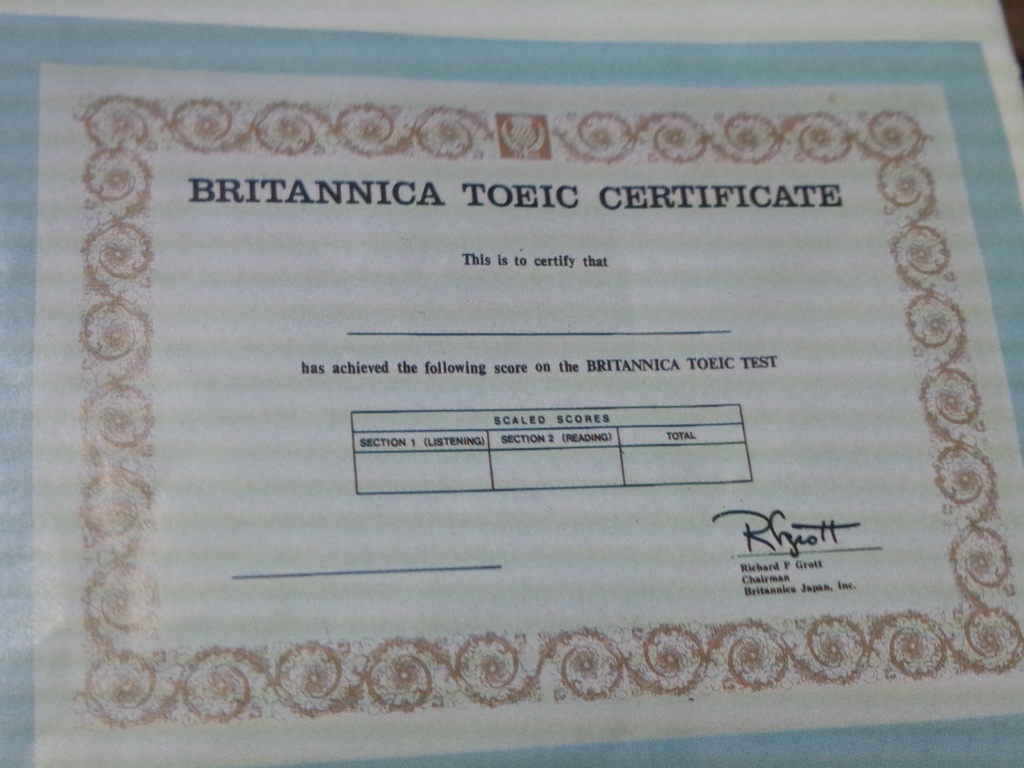 BRITANNICA TOEIC CERTIFICATE
This is to certify that
has achieved the following score on the BRITANNICA TOEIC TEST
SCALED SCORES
SECTION 1 (LISTENING) SECTION 2 (READING) TOTAL
RGrott
Richard F Grott
Chairman
Britannica Japan, Inc.